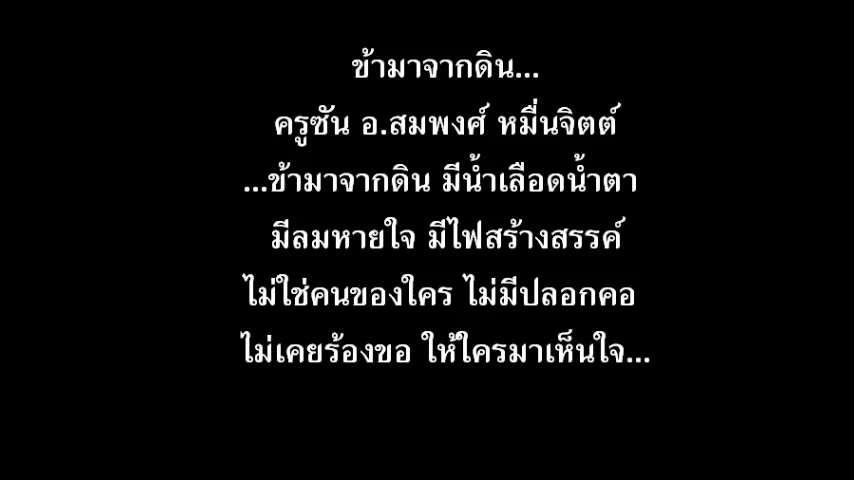 ข้ามาจากดิน...
ครูซัน อ.สมพงศ์ หมื่นจิตต์
...ข้ามาจากดิน มีน้ำเลือดน้ำตา
มีลมหายใจ มีไฟสร้างสรรค์
ไม่ใช่คนของใคร ไม่มีปลอกคอ
ไม่เคยร้องขอ ให้ใครมาเห็นใจ...